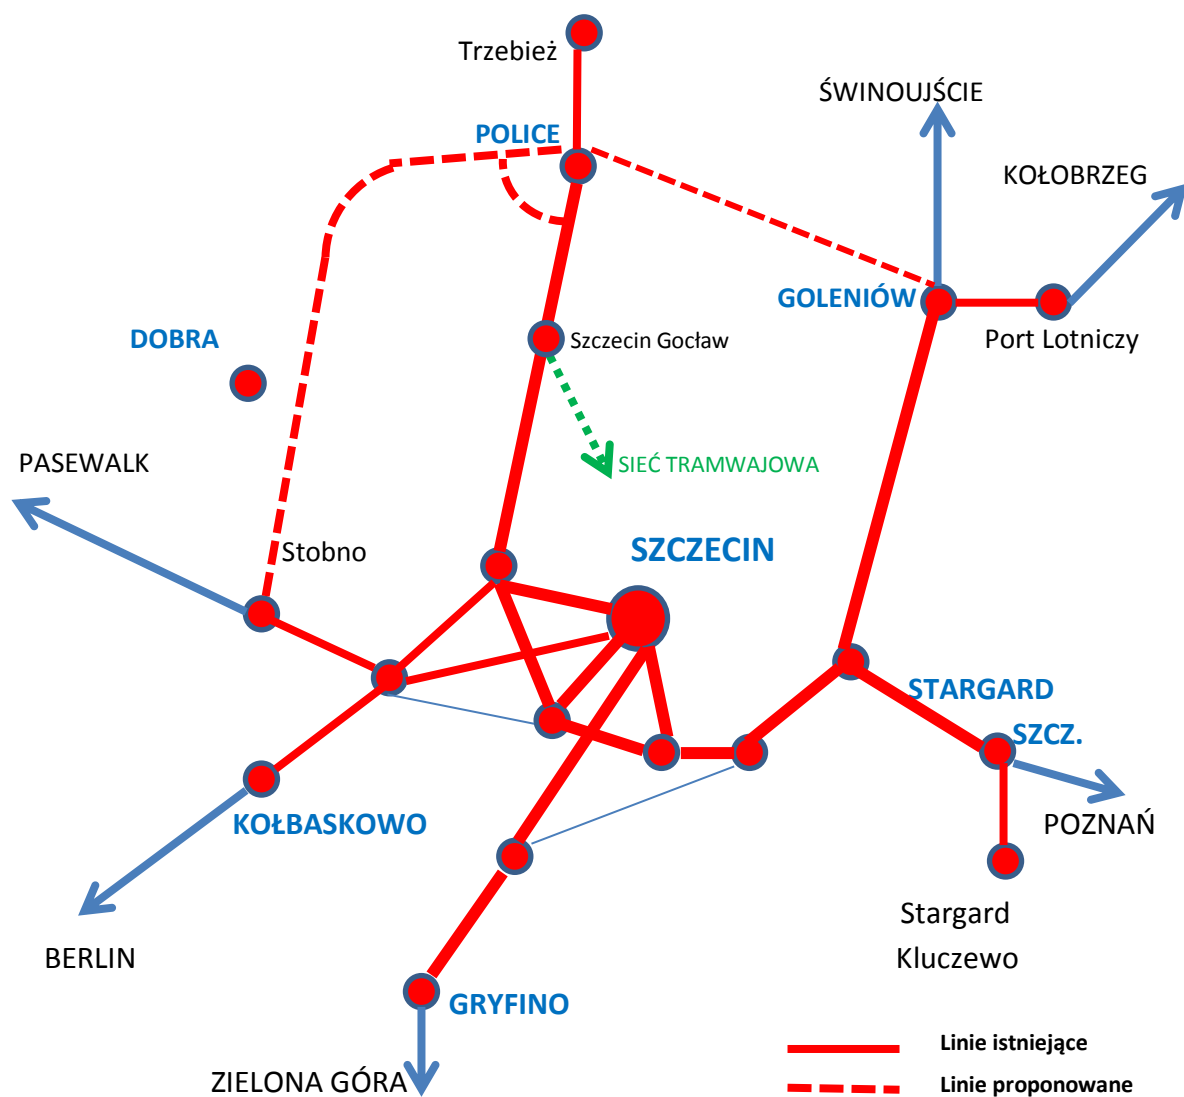 Trzebież
ŚWINOUJŚCIE
POLICE
KOŁOBRZEG
GOLENIÓW
DOBRA
Szczecin Gocław
Port Lotniczy
PASEWALK
SIEĆ TRAMWAJOWA
Stobno
SZCZECIN
STARGARD
SZCZ.
KOŁBASKOWO
POZNAŃ
Stargard
Kluczewo
BERLIN
GRYFINO
ZIELONA GÓRA
Linie istniejące
Linie proponowane